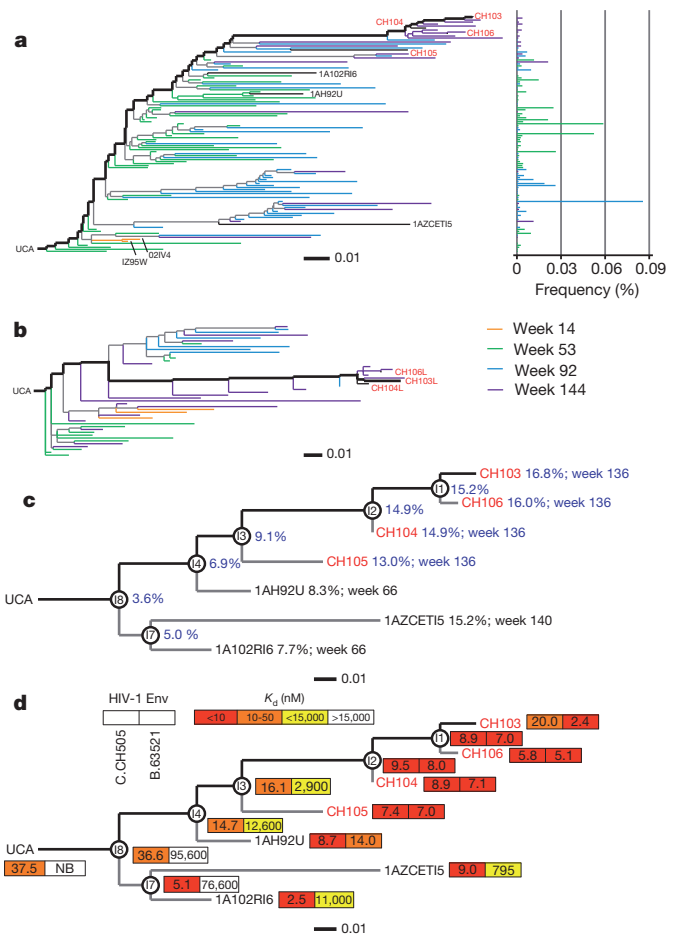 a
CH103
CH104
CH106
CH105
1A102RI6
1AH92U
1AZCETI5
UCA
02IV4
IZ95W
0.01
0 0.03 0.06 0.09
Frequency (%)
b
Week 14
Week 53
Week 92
Week 144
UCA
CH106L
CH103L
CH104L
0.01
c
CH103 16.8%; week 136
I1 15.2%
CH106 16.0%; week 136
I2 14.9%
CH104 14.9%; week 136
I3 9.1%
CH105 13.0%; week 136
I4 6.9%
1AH92U 8.3%; week 66
UCA
I8 3.6%
1AZCETI5 15.2%; week 140
I7 5.0 %
1A102RI6 7.7%; week 66
0.01
d
HIV-1 Env
C.CH505
B.63521
Kd (nM)
<10 10-50 <15,000 >15,000
CH103 20.0 2.4
I1 8.9 7.0
CH106 5.8 5.1
I2 9.5 8.0
CH104 8.9 7.1
I3 16.1 2,900
CH105 7.4 7.0
I4 14.7 12,600
1AH92U 8.7 14.0
UCA
37.5 NB
I8 36.6 95,600
1AZCETI5 9.0 795
I7 5.1 76,600
1A102RI6 2.5 11,000
0.01